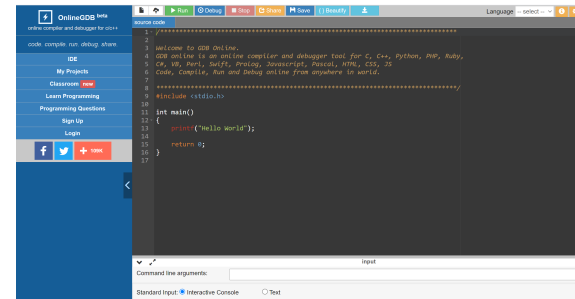 OnlineGDB beta
online compiler and debugger for c/c++
code. compile. run. debug. share.
IDE
My Projects
Classroom new
Learn Programming
Programming Questions
Sign Up
Login
+ 109K
Run Debug Stop Share Save { } Beautify
Language -- select --
source code
1 /******************************************************************************
2
3 Welcome to GDB Online.
4 GDB online is an online compiler and debugger tool for C, C++, Python, PHP, Ruby,
5 C#, VB, Perl, Swift, Prolog, Javascript, Pascal, HTML, CSS, JS
6 Code, Compile, Run and Debug online from anywhere in world.
7
8 *******************************************************************************/
9 #include <stdio.h>
10
11 int main()
12 {
13 printf("Hello World");
14
15 return 0;
16 }
17
input
Command line arguments:
Standard Input: Interactive Console Text